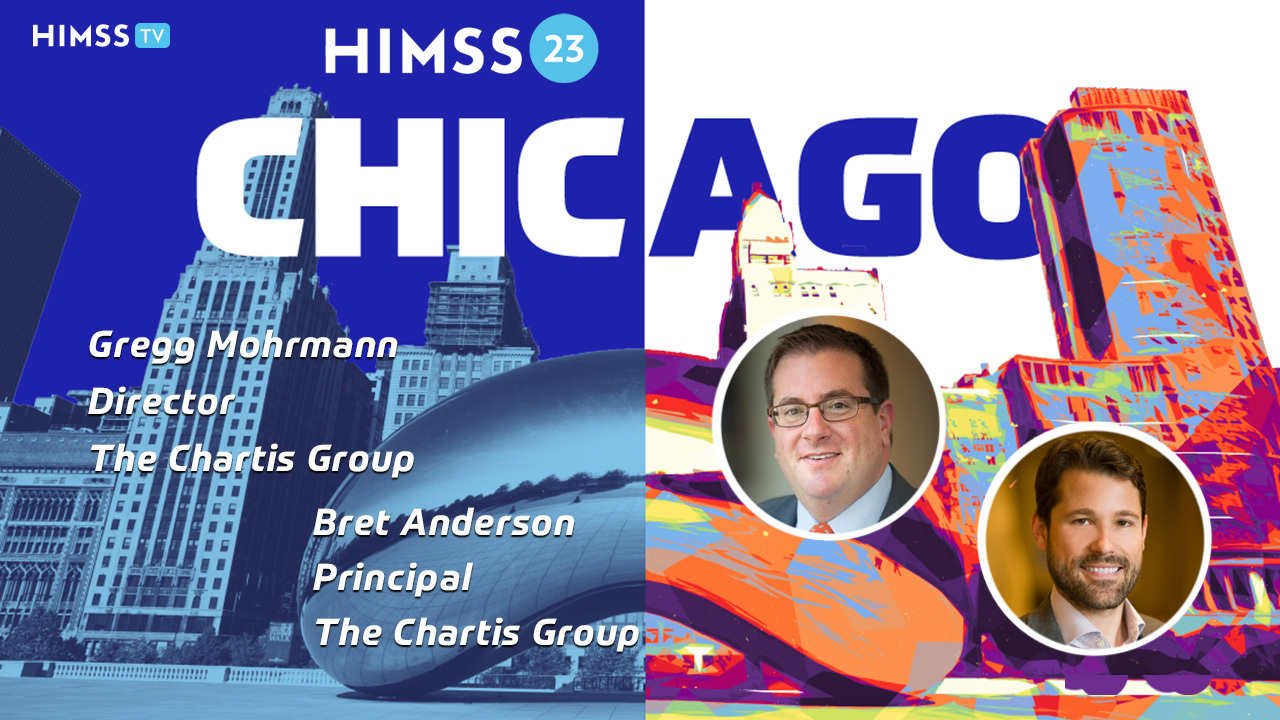 HIMSS TV
HIMSS 23
CHICAGO
Gregg Mohrmann
Director
The Chartis Group
Bret Anderson
Principal
The Chartis Group